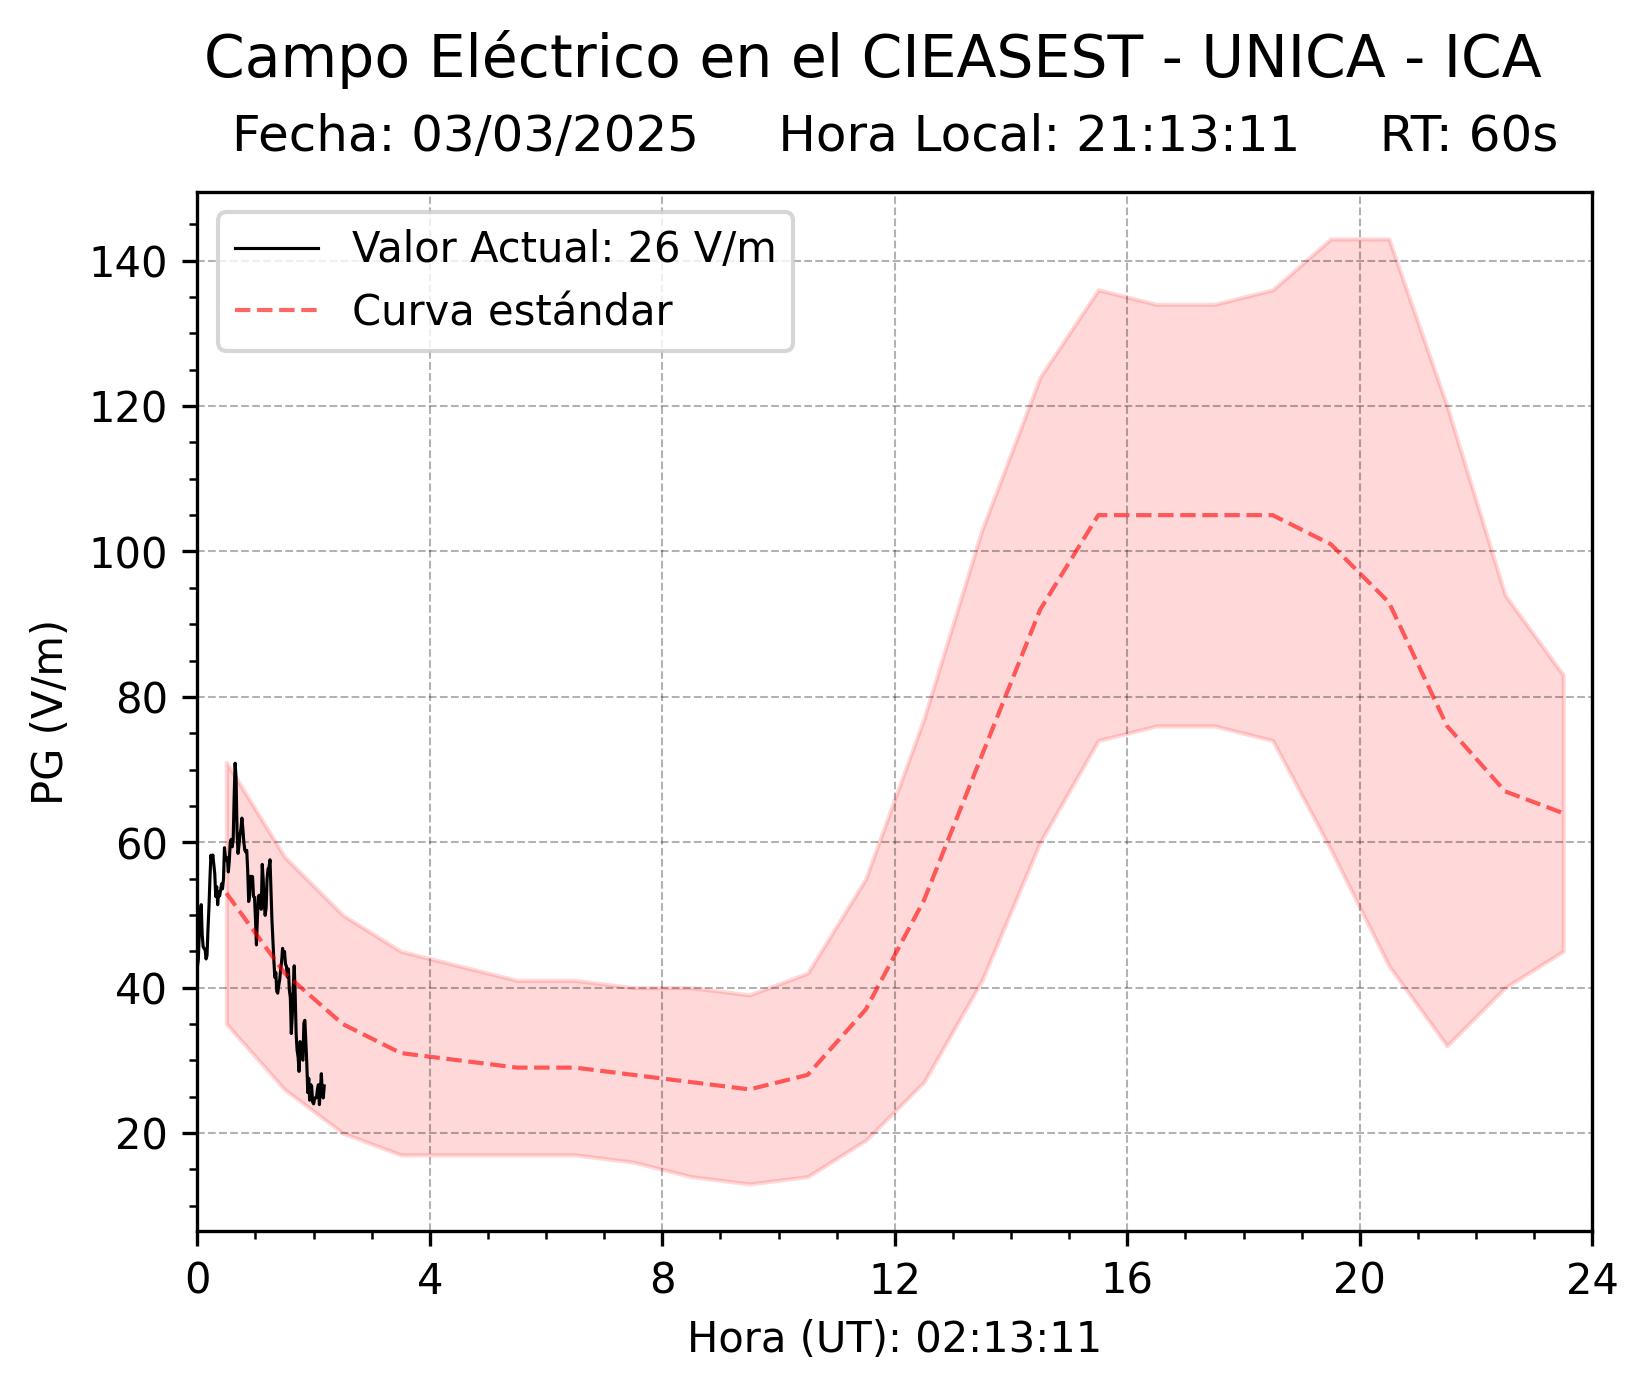 Campo Eléctrico en el CIEASEST - UNICA - ICA
Fecha: 03/03/2025 Hora Local: 21:13:11 RT: 60s
Valor Actual: 26 V/m
Curva estándar
140
120
100
80
60
40
20
PG (V/m)
0 4 8 12 16 20 24
Hora (UT): 02:13:11